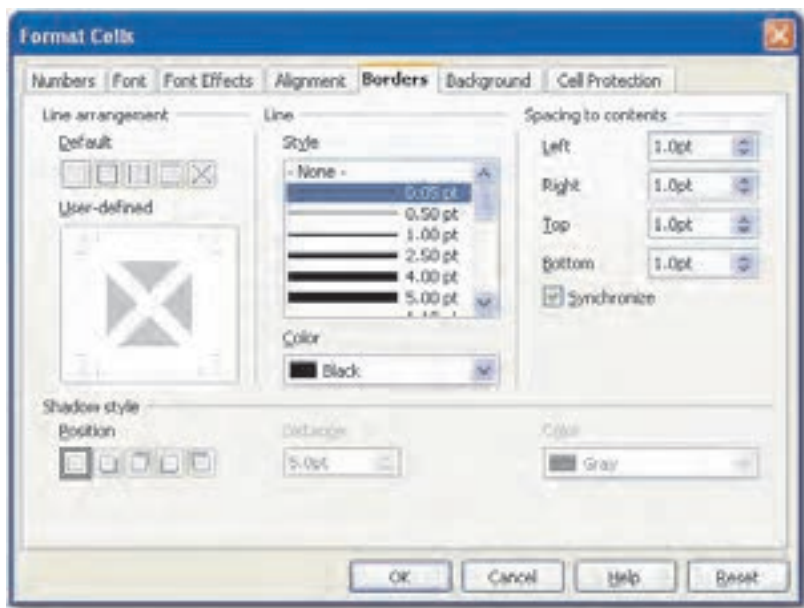 Format Cells
Numbers Font Font Effects Alignment Borders Background Cell Protection
Line arrangement
Default
User-defined
Line
Style
- None -
0.05 pt
0.50 pt
1.00 pt
2.50 pt
4.00 pt
5.00 pt
Color
Black
Spacing to contents
Left 1.0pt
Right 1.0pt
Top 1.0pt
Bottom 1.0pt
Synchronize
Shadow style
Position
Distance
5.0pt
Color
Gray
OK Cancel Help Reset